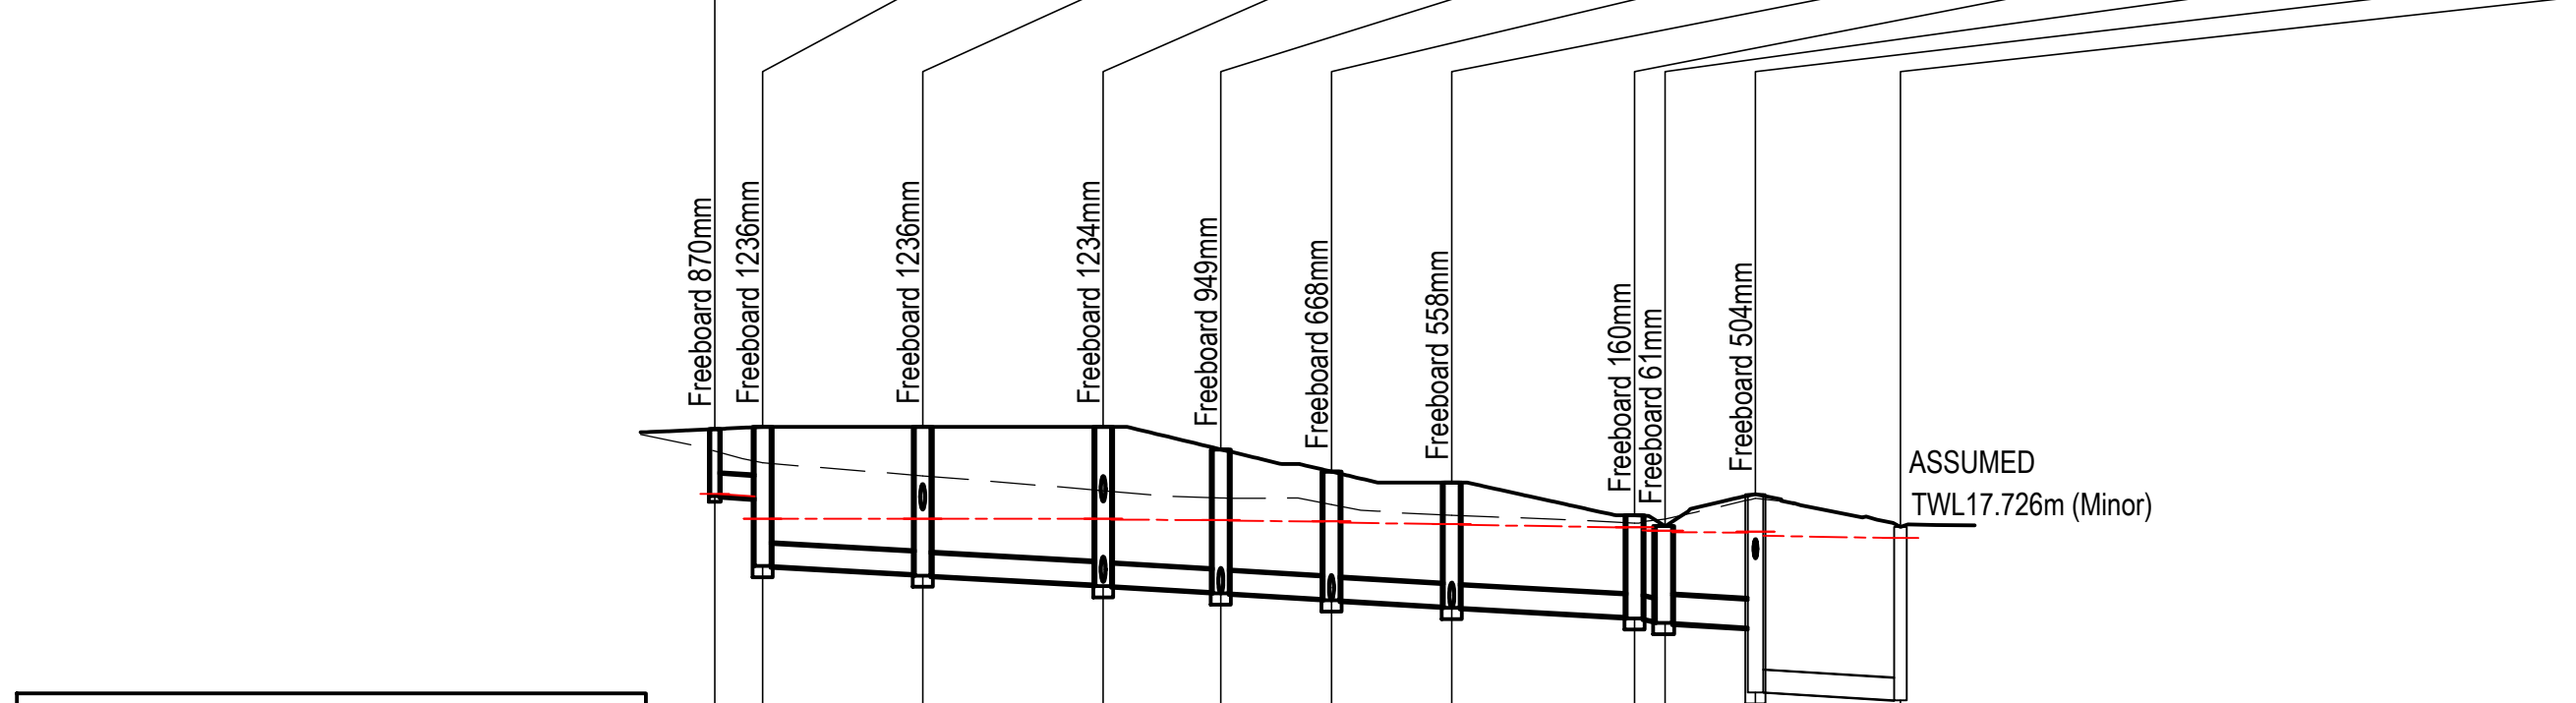 Freeboard 870mm
Freeboard 1236mm
Freeboard 1236mm
Freeboard 1234mm
Freeboard 949mm
Freeboard 668mm
Freeboard 558mm
Freeboard 160mm
Freeboard 61mm
Freeboard 504mm
ASSUMED
TWL17.726m (Minor)